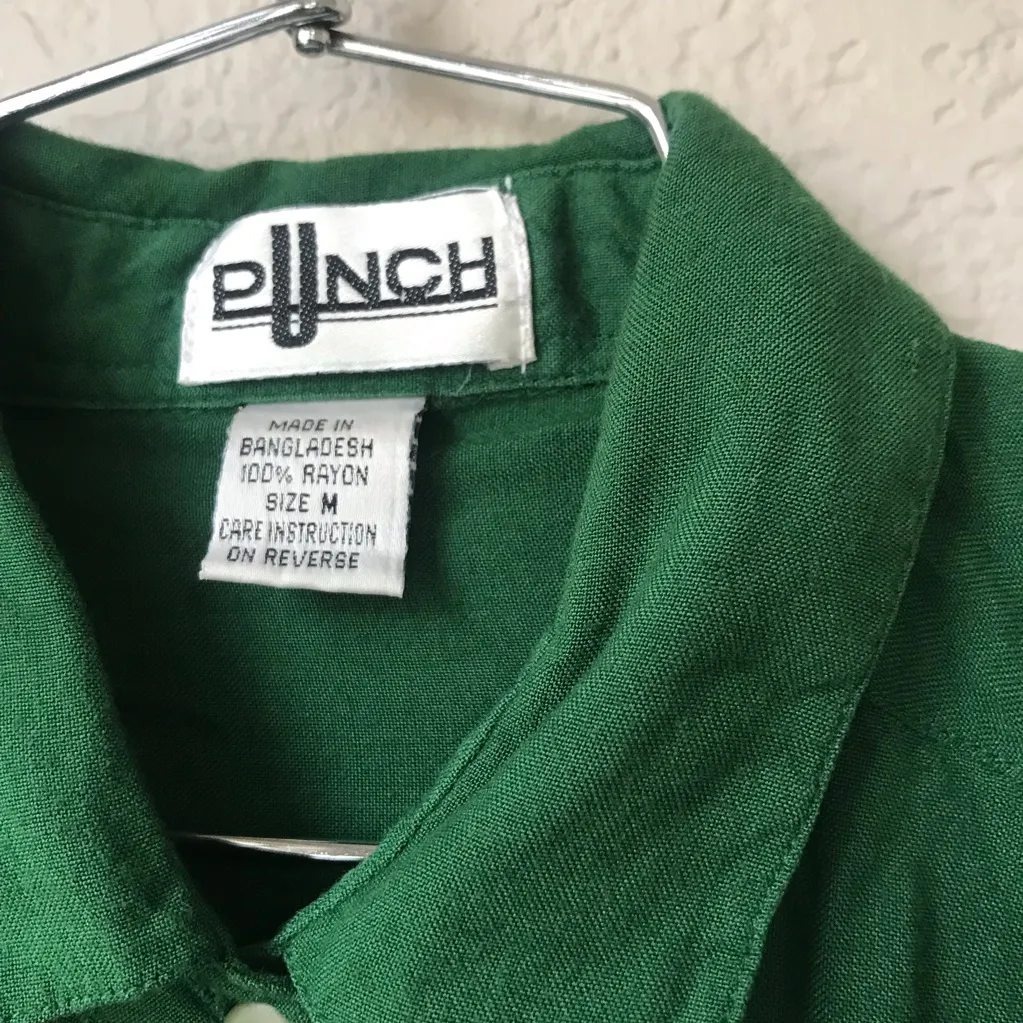 PUNCH
MADE IN
BANGLADESH
100% RAYON
SIZE M
CARE INSTRUCTION
ON REVERSE